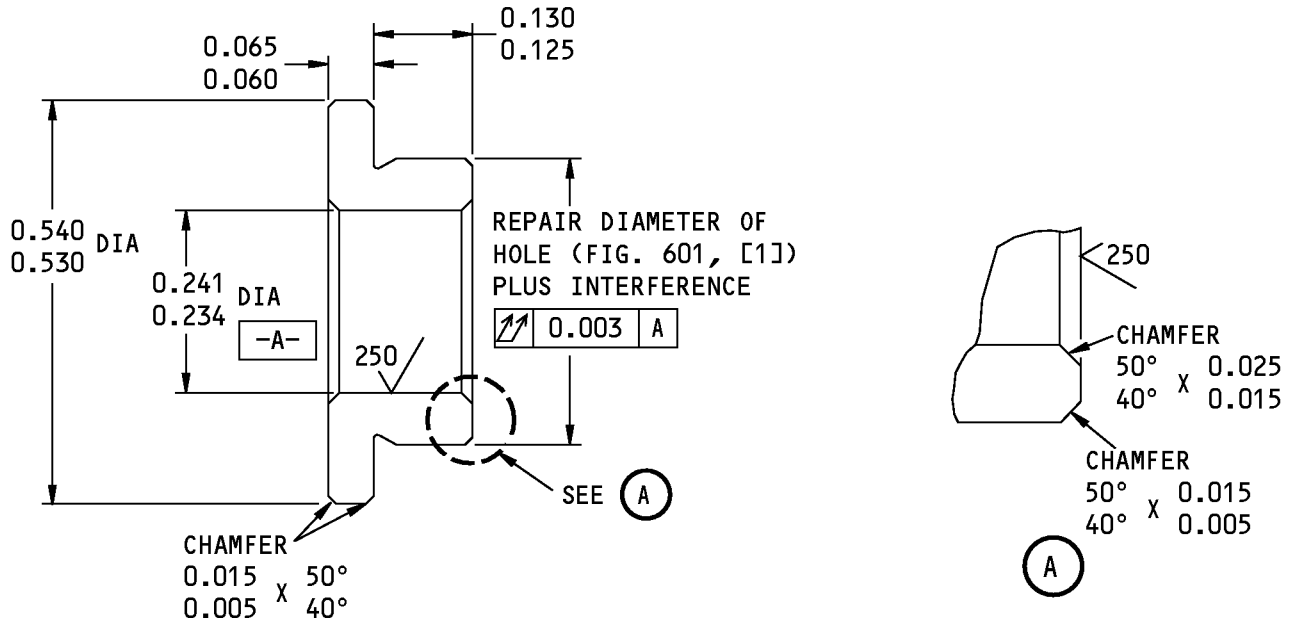 0.130
0.125
0.065
0.060
0.540
0.530 DIA
0.241
0.234 DIA
-A-
REPAIR DIAMETER OF
HOLE (FIG. 601, [1])
PLUS INTERFERENCE
0.003 A
250
SEE A
CHAMFER
0.015 X 50°
0.005 40°
250
CHAMFER
50° X 0.025
40° 0.015
CHAMFER
50° X 0.015
40° 0.005
A